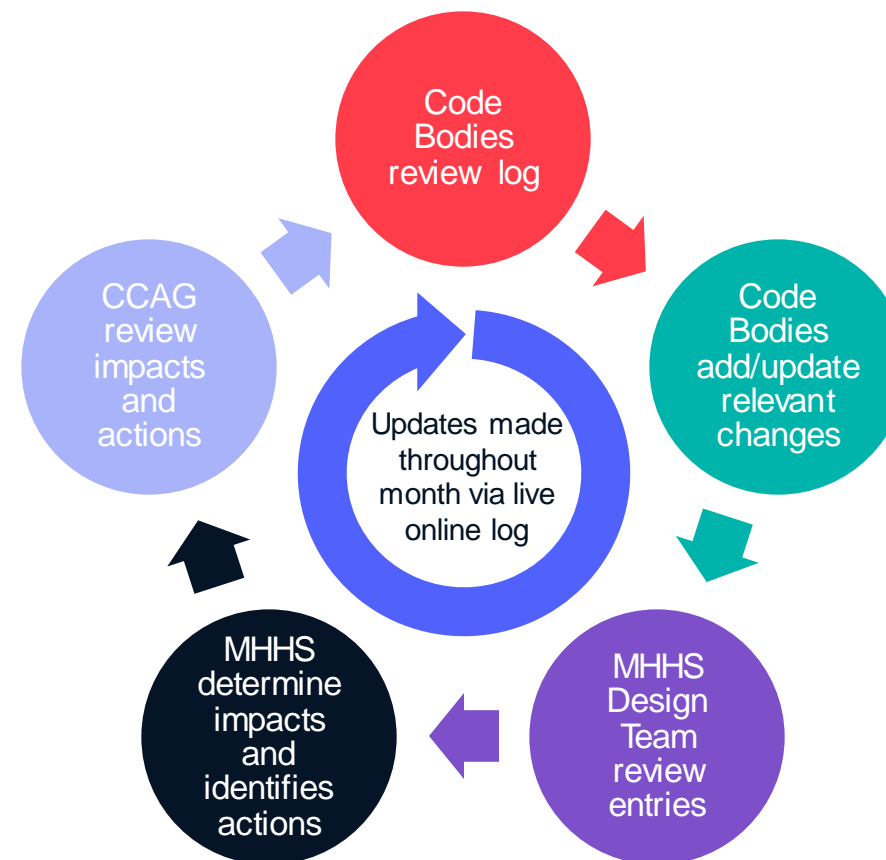 Code
Bodies
review log
Code
Bodies
add/update
relevant
changes
MHHS
Design
Team
review
entries
MHHS
determine
impacts
and
identifies
actions
CCAG
review
impacts
and
actions
Updates made
throughout
month via live
online log